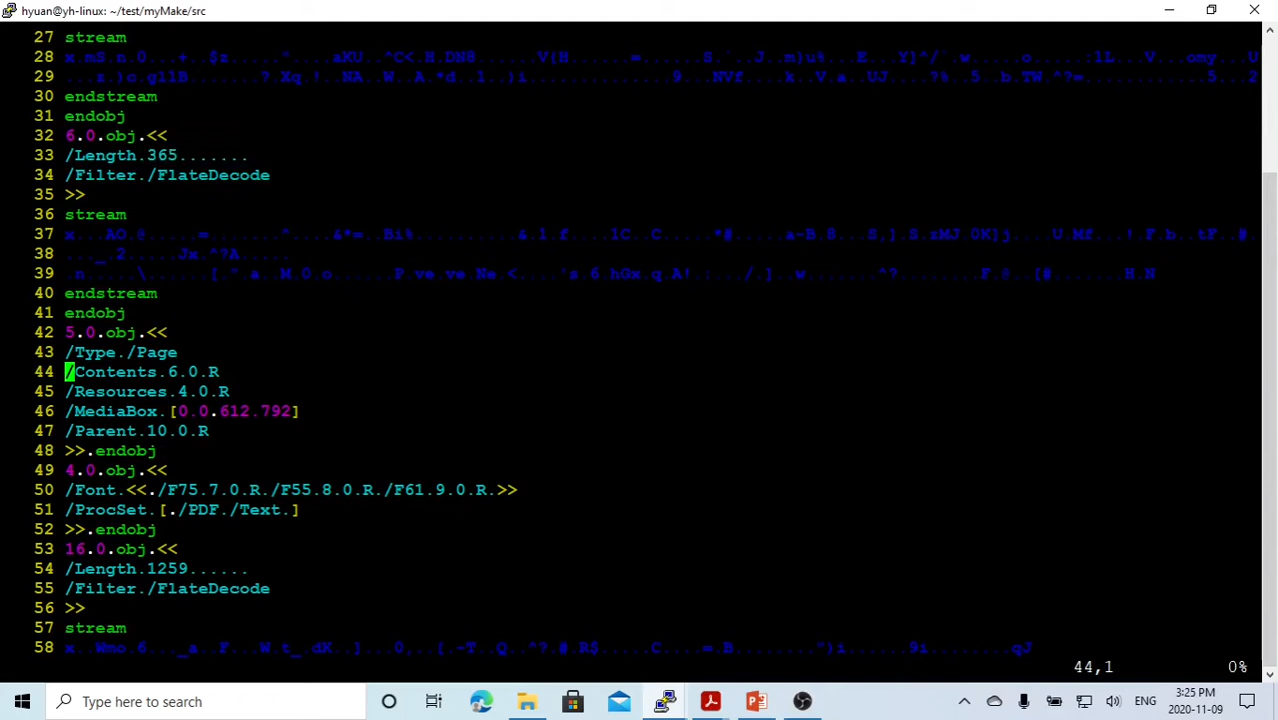 hyuan@yh-linux: ~/test/myMake/src
27 stream
28
29
30 endstream
31 endobj
32 6.0.obj.<<
33 /Length.365.......
34 /Filter./FlateDecode
35 >>
36 stream
37
38
39
40 endstream
41 endobj
42 5.0.obj.<<
43 /Type./Page
44 /Contents.6.0.R
45 /Resources.4.0.R
46 /MediaBox.[0.0.612.792]
47 /Parent.10.0.R
48 >>.endobj
49 4.0.obj.<<
50 /Font.<<./F75.7.0.R./F55.8.0.R./F61.9.0.R.>>
51 /ProcSet.[./PDF./Text.]
52 >>.endobj
53 16.0.obj.<<
54 /Length.1259......
55 /Filter./FlateDecode
56 >>
57 stream
58
44,1 0%
Type here to search
ENG
3:25 PM
2020-11-09